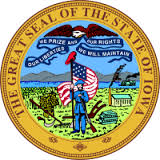 THE GREAT SEAL OF THE STATE OF IOWA
OUR LIBERTIES WE PRIZE AND OUR RIGHTS WE WILL MAINTAIN